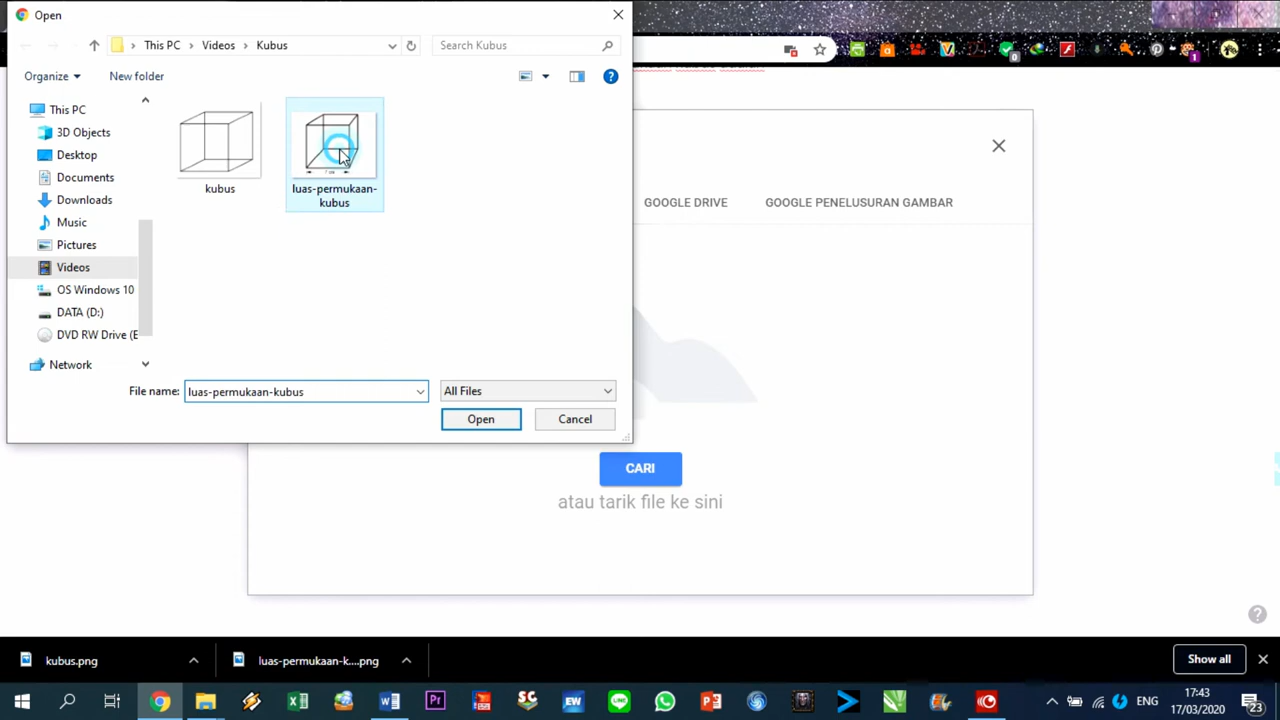 Open
This PC > Videos > Kubus
Search Kubus
Organize
New folder
This PC
3D Objects
Desktop
Documents
Downloads
Music
Pictures
Videos
OS Windows 10
DATA (D:)
DVD RW Drive (E
Network
kubus
luas-permukaan-
kubus
File name:
luas-permukaan-kubus
All Files
Open
Cancel
GOOGLE DRIVE
GOOGLE PENELUSURAN GAMBAR
CARI
atau tarik file ke sini
kubus.png
luas-permukaan-k....png
Show all
ENG
17:43
17/03/2020
23